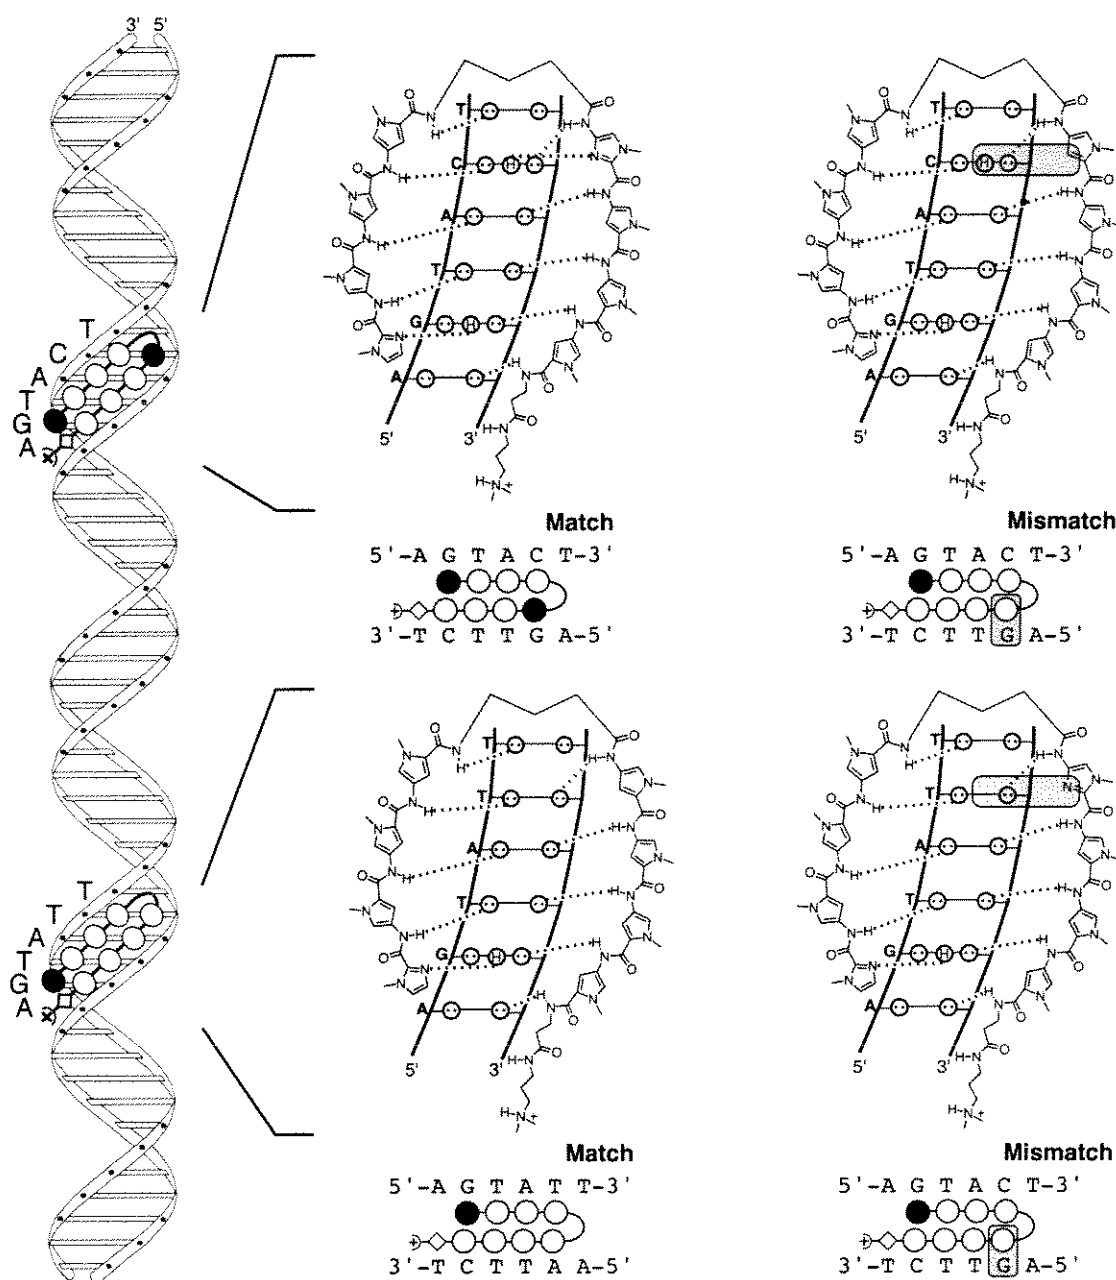 3' 5'
T
C
A
T
G
A
T
C
A
T
G
A
5' 3'
T
C
A
T
G
A
5' 3'
Match
5'-A G T A C T-3'
3'-T C T T G A-5'
Mismatch
5'-A G T A C T-3'
3'-T C T T G A-5'
T
T
A
T
G
A
T
T
A
T
G
A
5' 3'
T
T
A
T
G
A
5' 3'
Match
5'-A G T A T T-3'
3'-T C T T A A-5'
Mismatch
5'-A G T A C T-3'
3'-T C T T G A-5'